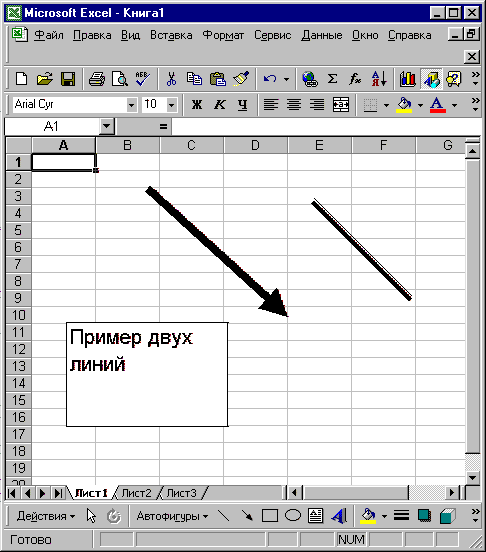 Microsoft Excel - Книга1
Файл Правка Вид Вставка Формат Сервис Данные Окно Справка
Arial Cyr 10 Ж К Ч
A1 =
A B C D E F G
1
2
3
4
5
6
7
8
9
10
11
12
13
14
15
16
17
18
19
20
Пример двух
линий
Лист1 Лист2 Лист3
Действия Автофигуры
Готово NUM